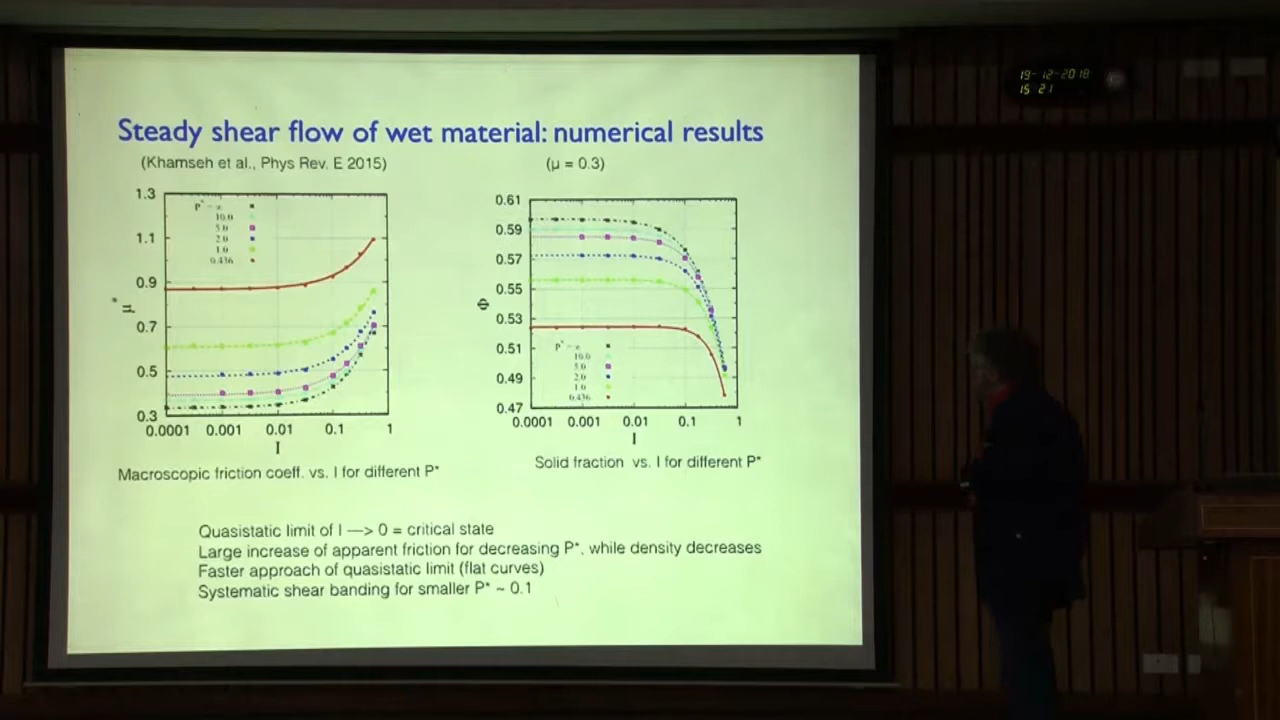 19-12-2018
15 21
Steady shear flow of wet material: numerical results
(Khamseh et al., Phys Rev. E 2015)
(μ = 0.3)
1.3
1.1
0.9
0.7
0.5
0.3
μ*
P* = ∞
10.0
5.0
2.0
1.0
0.436
0.0001 0.001 0.01 0.1 1
I
Macroscopic friction coeff. vs. I for different P*
0.61
0.59
0.57
0.55
0.53
0.51
0.49
0.47
Φ
P* = ∞
10.0
5.0
2.0
1.0
0.436
0.0001 0.001 0.01 0.1 1
I
Solid fraction vs. I for different P*
Quasistatic limit of I —> 0 = critical state
Large increase of apparent friction for decreasing P*, while density decreases
Faster approach of quasistatic limit (flat curves)
Systematic shear banding for smaller P* ~ 0.1